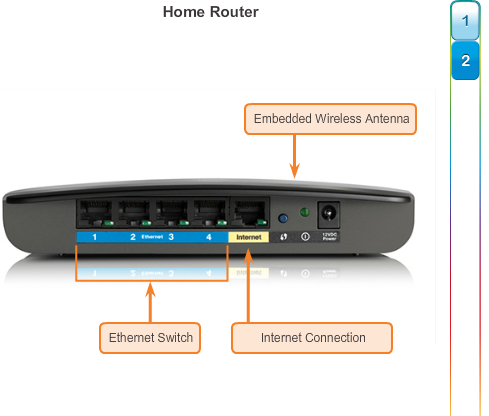 Home Router
1
2
Embedded Wireless Antenna
1 2 Ethernet 3 4 Internet
12VDC
Power
Ethernet Switch
Internet Connection